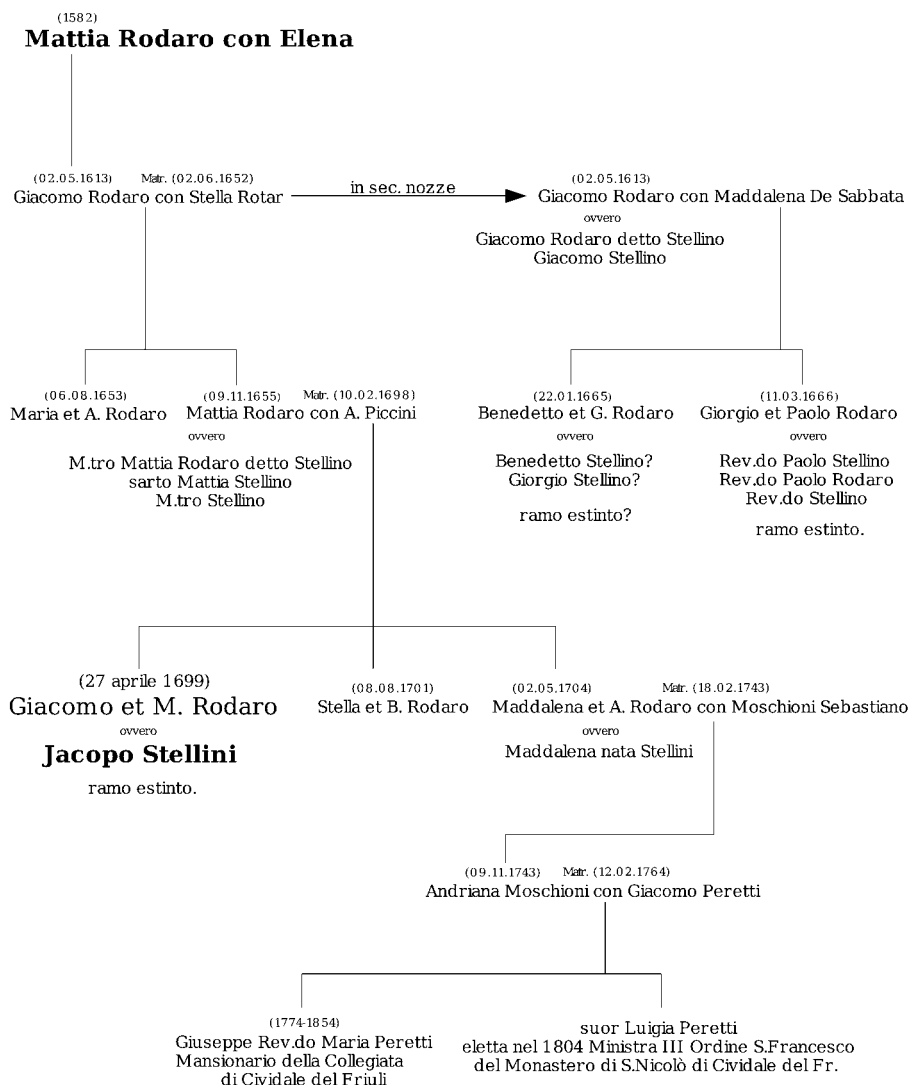 (1582)
Mattia Rodaro con Elena
(02.05.1613) Matr. (02.06.1652)
Giacomo Rodaro con Stella Rotar
in sec. nozze
(02.05.1613)
Giacomo Rodaro con Maddalena De Sabbata
ovvero
Giacomo Rodaro detto Stellino
Giacomo Stellino
(06.08.1653)
Maria et A. Rodaro
(09.11.1655) Matr. (10.02.1698)
Mattia Rodaro con A. Piccini
ovvero
M.tro Mattia Rodaro detto Stellino
sarto Mattia Stellino
M.tro Stellino
(22.01.1665)
Benedetto et G. Rodaro
ovvero
Benedetto Stellino?
Giorgio Stellino?
ramo estinto?
(11.03.1666)
Giorgio et Paolo Rodaro
ovvero
Rev.do Paolo Stellino
Rev.do Paolo Rodaro
Rev.do Stellino
ramo estinto.
(27 aprile 1699)
Giacomo et M. Rodaro
ovvero
Jacopo Stellini
ramo estinto.
(08.08.1701)
Stella et B. Rodaro
(02.05.1704) Matr. (18.02.1743)
Maddalena et A. Rodaro con Moschioni Sebastiano
ovvero
Maddalena nata Stellini
(09.11.1743) Matr. (12.02.1764)
Andriana Moschioni con Giacomo Peretti
(1774-1854)
Giuseppe Rev.do Maria Peretti
Mansionario della Collegiata
di Cividale del Friuli
suor Luigia Peretti
eletta nel 1804 Ministra III Ordine S.Francesco
del Monastero di S.Nicolò di Cividale del Fr.